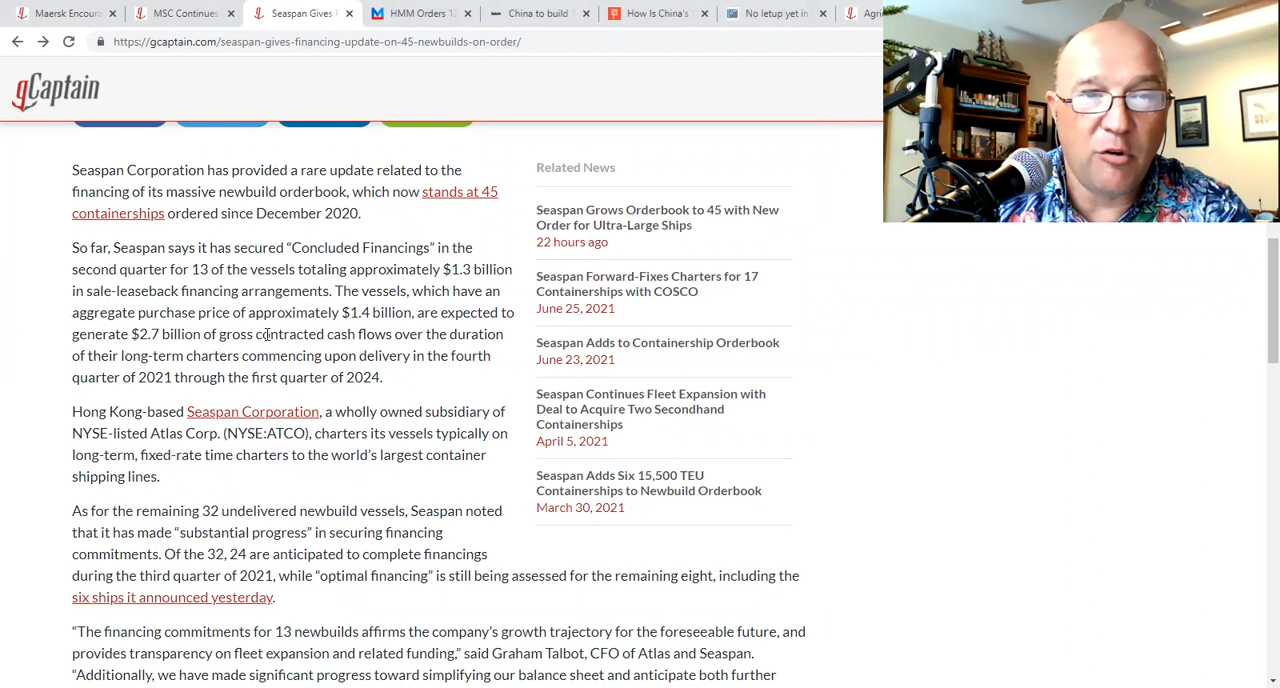 Maersk Encoura
MSC Continues
Seaspan Gives
HMM Orders 12
China to build
How Is China's
No letup yet in
Agri
https://gcaptain.com/seaspan-gives-financing-update-on-45-newbuilds-on-order/
gCaptain
Seaspan Corporation has provided a rare update related to the
financing of its massive newbuild orderbook, which now stands at 45
containerships ordered since December 2020.
So far, Seaspan says it has secured “Concluded Financings” in the
second quarter for 13 of the vessels totaling approximately $1.3 billion
in sale-leaseback financing arrangements. The vessels, which have an
aggregate purchase price of approximately $1.4 billion, are expected to
generate $2.7 billion of gross contracted cash flows over the duration
of their long-term charters commencing upon delivery in the fourth
quarter of 2021 through the first quarter of 2024.
Hong Kong-based Seaspan Corporation, a wholly owned subsidiary of
NYSE-listed Atlas Corp. (NYSE:ATCO), charters its vessels typically on
long-term, fixed-rate time charters to the world’s largest container
shipping lines.
As for the remaining 32 undelivered newbuild vessels, Seaspan noted
that it has made “substantial progress” in securing financing
commitments. Of the 32, 24 are anticipated to complete financings
during the third quarter of 2021, while “optimal financing” is still being assessed for the remaining eight, including the
six ships it announced yesterday.
“The financing commitments for 13 newbuilds affirms the company’s growth trajectory for the foreseeable future, and
provides transparency on fleet expansion and related funding,” said Graham Talbot, CFO of Atlas and Seaspan.
“Additionally, we have made significant progress toward simplifying our balance sheet and anticipate both further
Related News
Seaspan Grows Orderbook to 45 with New
Order for Ultra-Large Ships
22 hours ago
Seaspan Forward-Fixes Charters for 17
Containerships with COSCO
June 25, 2021
Seaspan Adds to Containership Orderbook
June 23, 2021
Seaspan Continues Fleet Expansion with
Deal to Acquire Two Secondhand
Containerships
April 5, 2021
Seaspan Adds Six 15,500 TEU
Containerships to Newbuild Orderbook
March 30, 2021